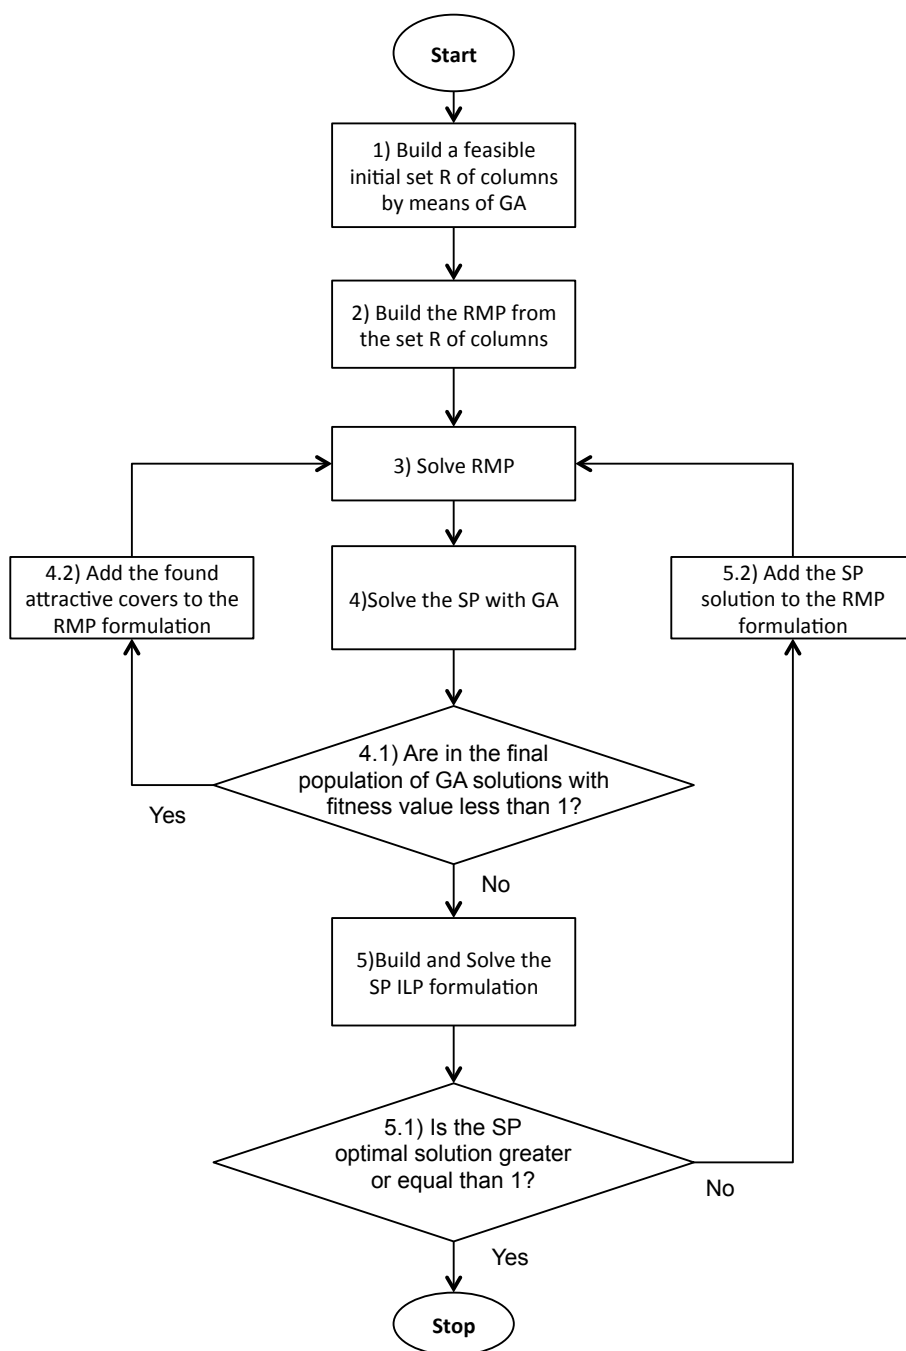 Start
1) Build a feasible
initial set R of columns
by means of GA
2) Build the RMP from
the set R of columns
3) Solve RMP
4.2) Add the found
attractive covers to the
RMP formulation
4)Solve the SP with GA
5.2) Add the SP
solution to the RMP
formulation
4.1) Are in the final
population of GA solutions with
fitness value less than 1?
Yes
No
5)Build and Solve the
SP ILP formulation
5.1) Is the SP
optimal solution greater
or equal than 1?
No
Yes
Stop